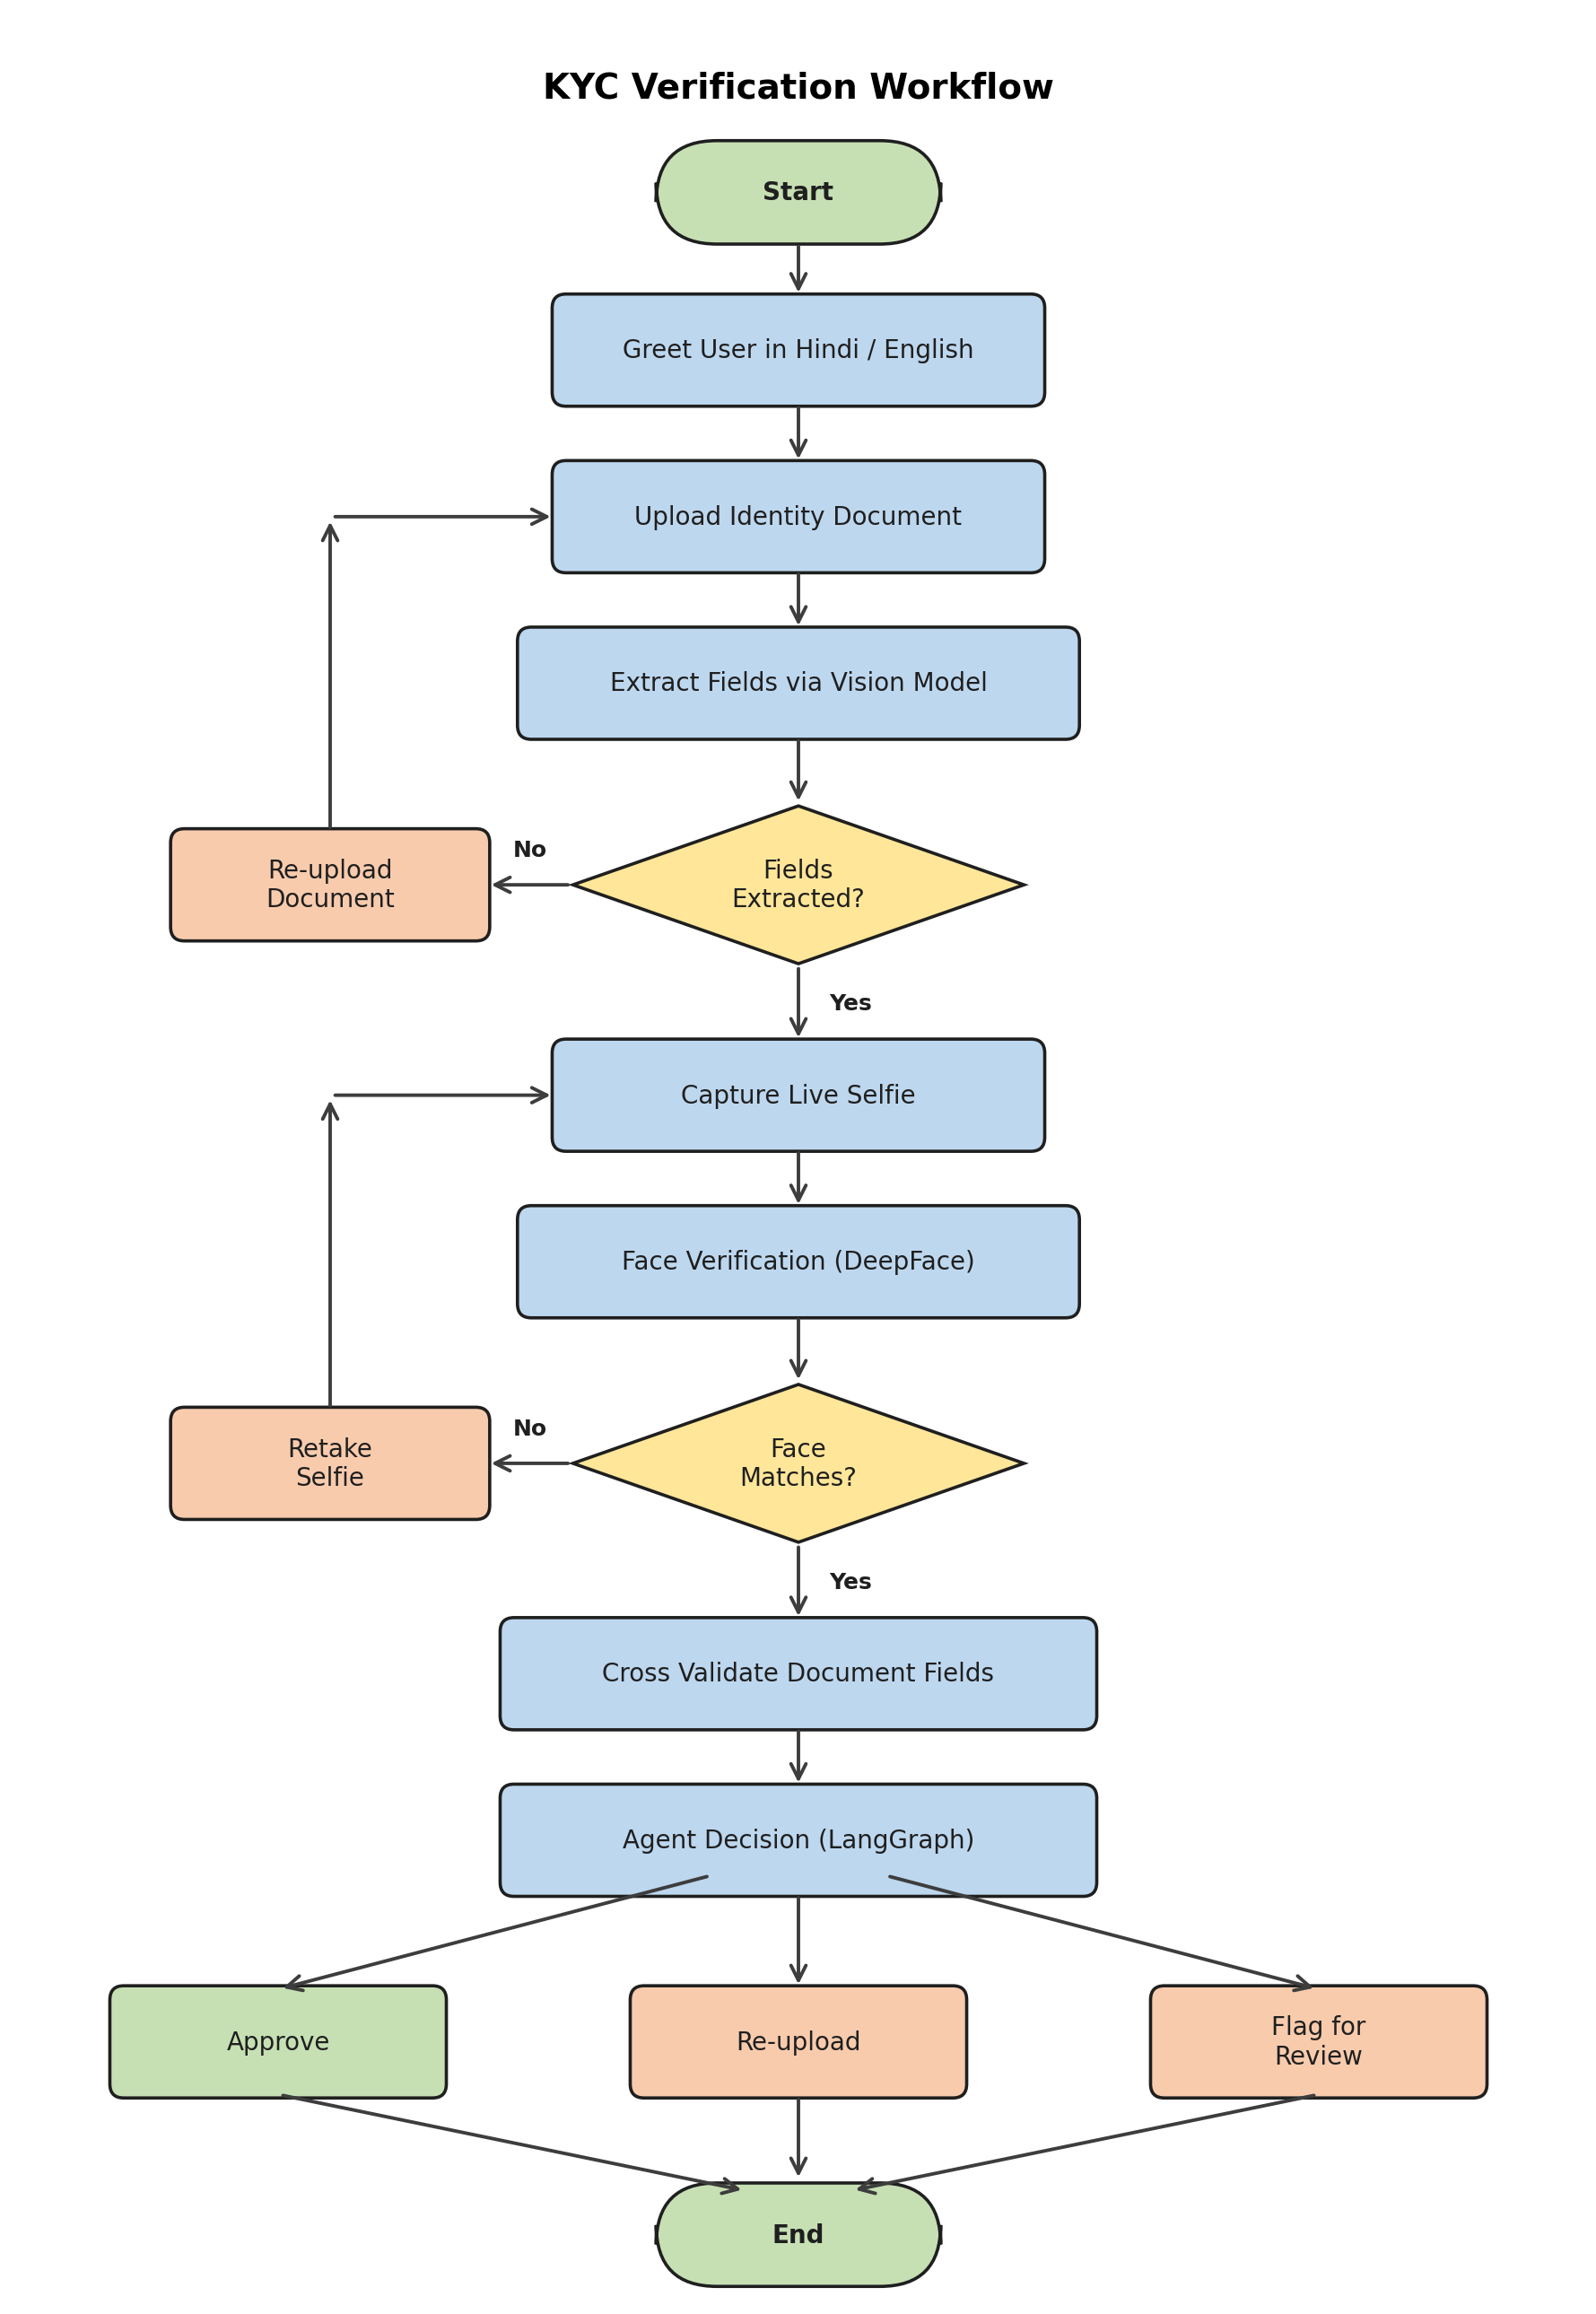 KYC Verification Workflow
Start
Greet User in Hindi / English
Upload Identity Document
Extract Fields via Vision Model
Re-upload
Document
No
Fields
Extracted?
Yes
Capture Live Selfie
Face Verification (DeepFace)
Retake
Selfie
No
Face
Matches?
Yes
Cross Validate Document Fields
Agent Decision (LangGraph)
Approve
Re-upload
Flag for
Review
End